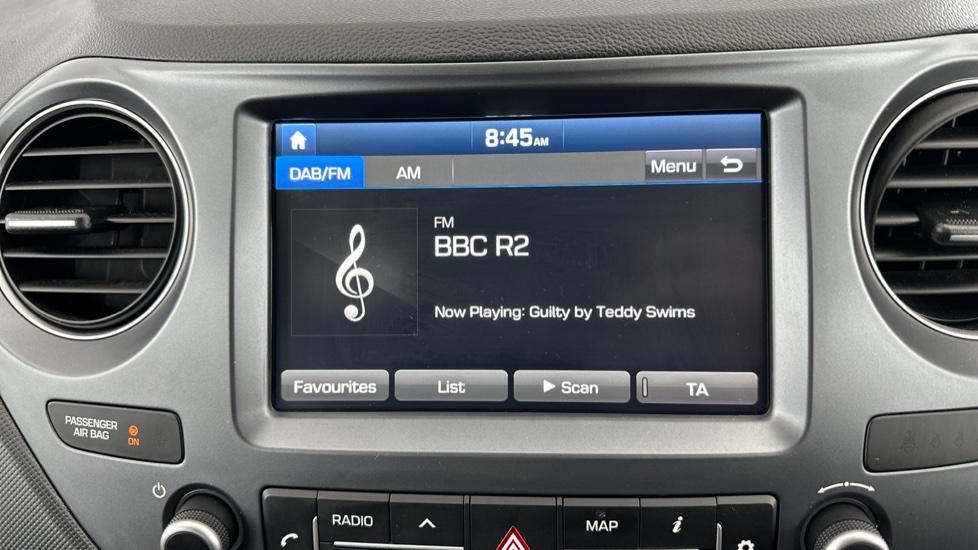 8:45AM
DAB/FM AM Menu
FM
BBC R2
Now Playing: Guilty by Teddy Swims
Favourites List Scan TA
PASSENGER
AIR BAG
ON
RADIO MAP i